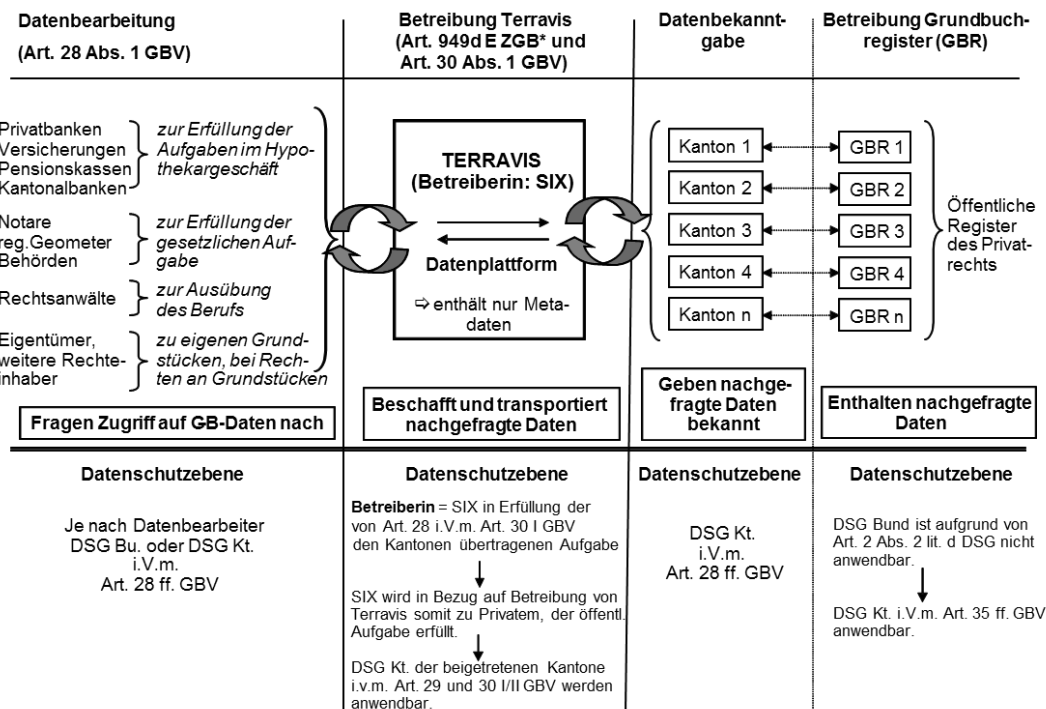 Datenbearbeitung
(Art. 28 Abs. 1 GBV)
Betreibung Terravis
(Art. 949d E ZGB* und
Art. 30 Abs. 1 GBV)
Datenbekannt-
gabe
Betreibung Grundbuch-
register (GBR)
Privatbanken
Versicherungen
Pensionskassen
Kantonalbanken
zur Erfüllung der
Aufgaben im Hypo-
thekargeschäft
Notare
reg.Geometer
Behörden
zur Erfüllung der
gesetzlichen Auf-
gabe
Rechtsanwälte
zur Ausübung
des Berufs
Eigentümer,
weitere Rechte-
inhaber
zu eigenen Grund-
stücken, bei Rech-
ten an Grundstücken
TERRAVIS
(Betreiberin: SIX)
Datenplattform
⇨ enthält nur Meta-
daten
Kanton 1
Kanton 2
Kanton 3
Kanton 4
Kanton n
GBR 1
GBR 2
GBR 3
GBR 4
GBR n
Öffentliche
Register
des Privat-
rechts
Fragen Zugriff auf GB-Daten nach
Beschafft und transportiert
nachgefragte Daten
Geben nachge-
fragte Daten
bekannt
Enthalten nachgefragte
Daten
Datenschutzebene
Je nach Datenbearbeiter
DSG Bu. oder DSG Kt.
i.V.m.
Art. 28 ff. GBV
Datenschutzebene
Betreiberin = SIX in Erfüllung der
von Art. 28 i.V.m. Art. 30 I GBV
den Kantonen übertragenen Aufgabe
SIX wird in Bezug auf Betreibung von
Terravis somit zu Privatem, der öffentl.
Aufgabe erfüllt.
DSG Kt. der beigetretenen Kantone
i.v.m. Art. 29 und 30 I/II GBV werden
anwendbar.
Datenschutzebene
DSG Kt.
i.V.m.
Art. 28 ff. GBV
Datenschutzebene
DSG Bund ist aufgrund von
Art. 2 Abs. 2 lit. d DSG nicht
anwendbar.
DSG Kt. i.V.m. Art. 35 ff. GBV
anwendbar.